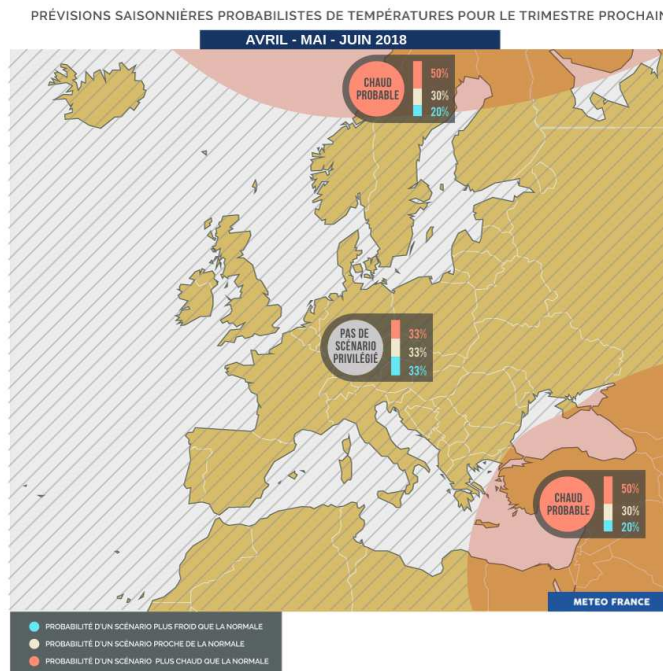 PRÉVISIONS SAISONNIÈRES PROBABILISTES DE TEMPÉRATURES POUR LE TRIMESTRE PROCHAIN
AVRIL - MAI - JUIN 2018
CHAUD
PROBABLE
50%
30%
20%
PAS DE
SCÉNARIO
PRIVILÉGIÉ
33%
33%
33%
CHAUD
PROBABLE
50%
30%
20%
METEO FRANCE
PROBABILITÉ D'UN SCÉNARIO PLUS FROID QUE LA NORMALE
PROBABILITÉ D'UN SCÉNARIO PROCHE DE LA NORMALE
PROBABILITÉ D'UN SCÉNARIO PLUS CHAUD QUE LA NORMALE